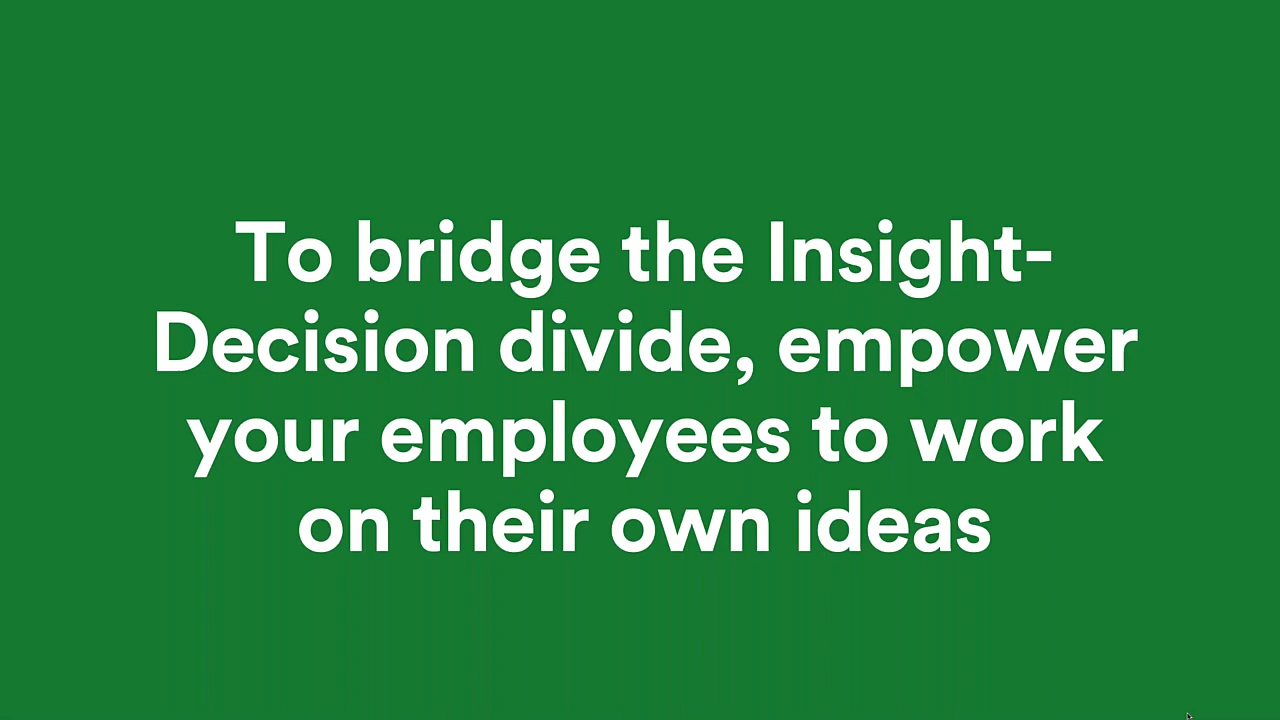 To bridge the Insight-
Decision divide, empower
your employees to work
on their own ideas